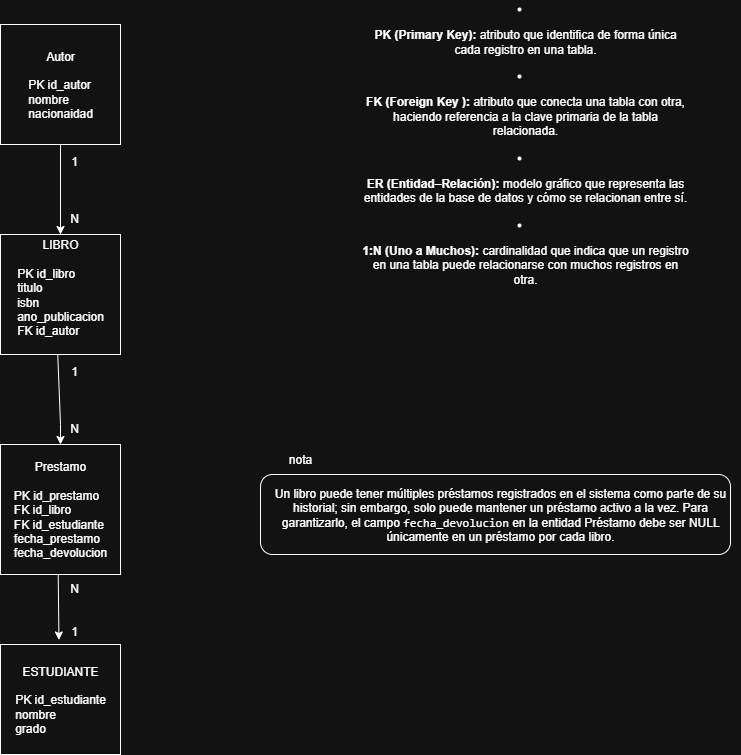 Autor
PK id_autor
nombre
nacionaidad
1
N
LIBRO
PK id_libro
titulo
isbn
ano_publicacion
FK id_autor
1
N
Prestamo
PK id_prestamo
FK id_libro
FK id_estudiante
fecha_prestamo
fecha_devolucion
N
1
ESTUDIANTE
PK id_estudiante
nombre
grado
•
PK (Primary Key): atributo que identifica de forma única
cada registro en una tabla.
•
FK (Foreign Key ): atributo que conecta una tabla con otra,
haciendo referencia a la clave primaria de la tabla
relacionada.
•
ER (Entidad–Relación): modelo gráfico que representa las
entidades de la base de datos y cómo se relacionan entre sí.
•
1:N (Uno a Muchos): cardinalidad que indica que un registro
en una tabla puede relacionarse con muchos registros en
otra.
nota
Un libro puede tener múltiples préstamos registrados en el sistema como parte de su
historial; sin embargo, solo puede mantener un préstamo activo a la vez. Para
garantizarlo, el campo fecha_devolucion en la entidad Préstamo debe ser NULL
únicamente en un préstamo por cada libro.